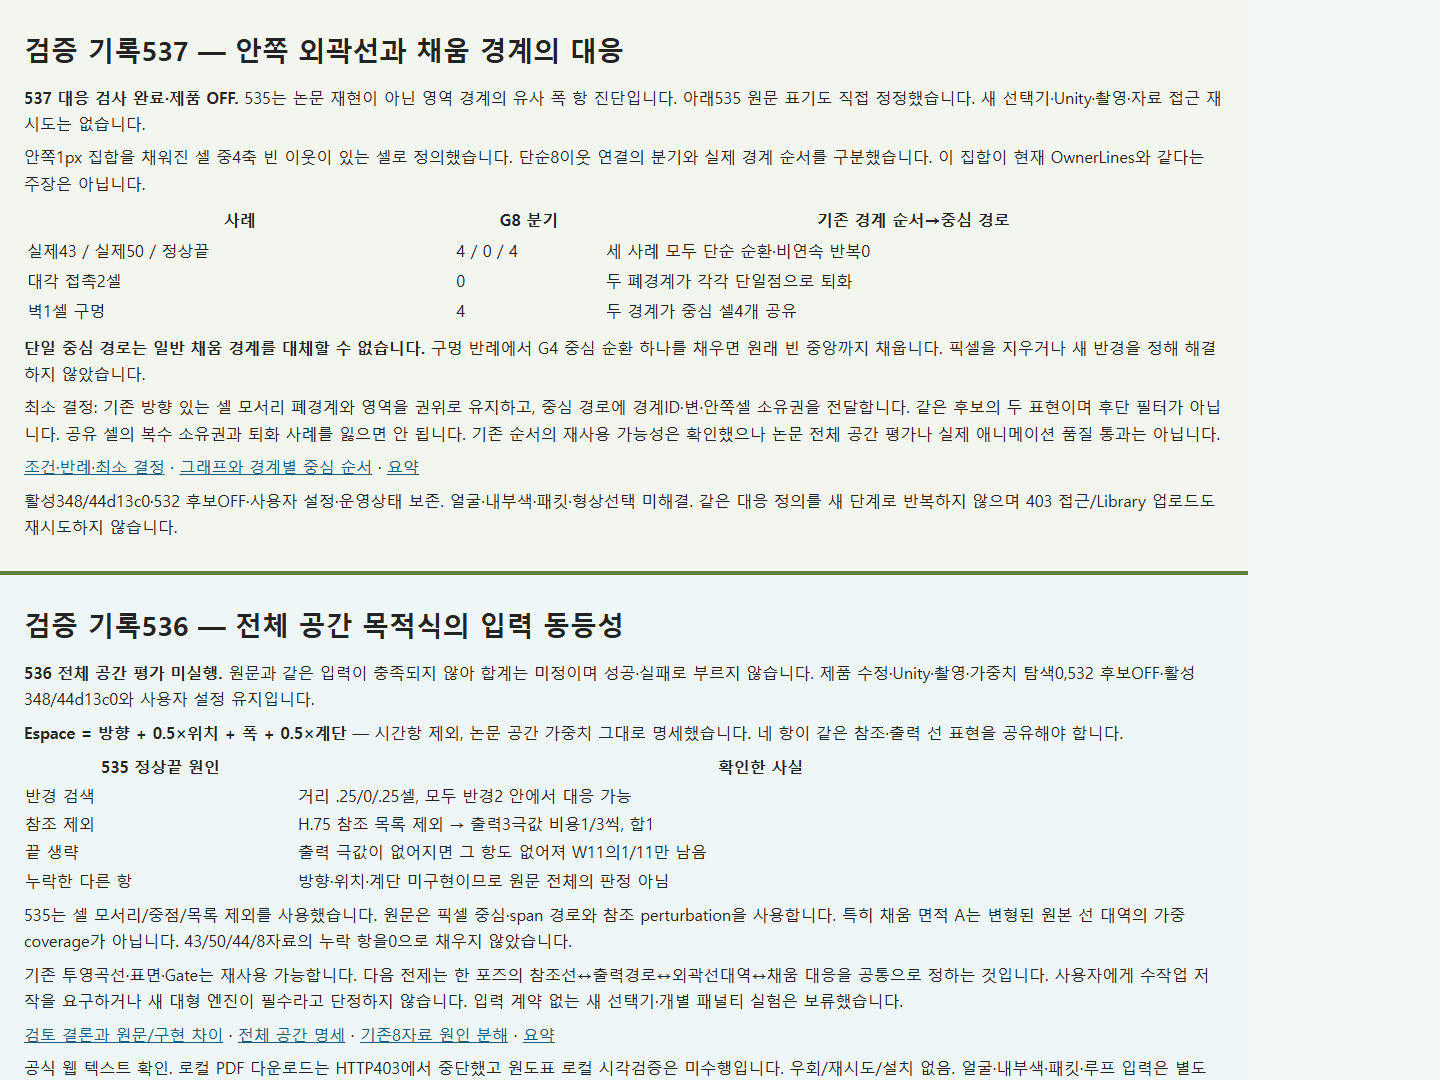 검증 기록537 — 안쪽 외곽선과 채움 경계의 대응
537 대응 검사 완료·제품 OFF. 535는 논문 재현이 아닌 영역 경계의 유사 폭 항 진단입니다. 아래535 원문 표기도 직접 정정했습니다. 새 선택기·Unity·촬영·자료 접근 재
시도는 없습니다.
안쪽1px 집합을 채워진 셀 중4축 빈 이웃이 있는 셀로 정의했습니다. 단순8이웃 연결의 분기와 실제 경계 순서를 구분했습니다. 이 집합이 현재 OwnerLines와 같다는
주장은 아닙니다.
사례 G8 분기 기존 경계 순서→중심 경로
실제43 / 실제50 / 정상끝 4 / 0 / 4 세 사례 모두 단순 순환·비연속 반복0
대각 접촉2셀 0 두 폐경계가 각각 단일점으로 퇴화
벽1셀 구멍 4 두 경계가 중심 셀4개 공유
단일 중심 경로는 일반 채움 경계를 대체할 수 없습니다. 구멍 반례에서 G4 중심 순환 하나를 채우면 원래 빈 중앙까지 채웁니다. 픽셀을 지우거나 새 반경을 정해 해결
하지 않았습니다.
최소 결정: 기존 방향 있는 셀 모서리 폐경계와 영역을 권위로 유지하고, 중심 경로에 경계ID·변·안쪽셀 소유권을 전달합니다. 같은 후보의 두 표현이며 후단 필터가 아닙
니다. 공유 셀의 복수 소유권과 퇴화 사례를 잃으면 안 됩니다. 기존 순서의 재사용 가능성은 확인했으나 논문 전체 공간 평가나 실제 애니메이션 품질 통과는 아닙니다.
조건·반례·최소 결정 · 그래프와 경계별 중심 순서 · 요약
활성348/44d13c0·532 후보OFF·사용자 설정·운영상태 보존. 얼굴·내부색·패킷·형상선택 미해결. 같은 대응 정의를 새 단계로 반복하지 않으며 403 접근/Library 업로드도
재시도하지 않습니다.
검증 기록536 — 전체 공간 목적식의 입력 동등성
536 전체 공간 평가 미실행. 원문과 같은 입력이 충족되지 않아 합계는 미정이며 성공·실패로 부르지 않습니다. 제품 수정·Unity·촬영·가중치 탐색0,532 후보OFF·활성
348/44d13c0와 사용자 설정 유지입니다.
Espace = 방향 + 0.5×위치 + 폭 + 0.5×계단 — 시간항 제외, 논문 공간 가중치 그대로 명세했습니다. 네 항이 같은 참조·출력 선 표현을 공유해야 합니다.
535 정상끝 원인 확인한 사실
반경 검색 거리 .25/0/.25셀, 모두 반경2 안에서 대응 가능
참조 제외 H.75 참조 목록 제외 → 출력3극값 비용1/3씩, 합1
끝 생략 출력 극값이 없어지면 그 항도 없어져 W11의1/11만 남음
누락한 다른 항 방향·위치·계단 미구현이므로 원문 전체의 판정 아님
535는 셀 모서리/중점/목록 제외를 사용했습니다. 원문은 픽셀 중심·span 경로와 참조 perturbation을 사용합니다. 특히 채움 면적 A는 변형된 원본 선 대역의 가중
coverage가 아닙니다. 43/50/44/8자료의 누락 항을0으로 채우지 않았습니다.
기존 투영곡선·표면·Gate는 재사용 가능합니다. 다음 전제는 한 포즈의 참조선↔출력경로↔외곽선대역↔채움 대응을 공통으로 정하는 것입니다. 사용자에게 수작업 저
작을 요구하거나 새 대형 엔진이 필수라고 단정하지 않습니다. 입력 계약 없는 새 선택기·개별 패널티 실험은 보류했습니다.
검토 결론과 원문/구현 차이 · 전체 공간 명세 · 기존8자료 원인 분해 · 요약
공식 웹 텍스트 확인. 로컬 PDF 다운로드는 HTTP403에서 중단했고 원도표 로컬 시각검증은 미수행입니다. 우회/재시도/설치 없음. 얼굴·내부색·패킷·루프 입력은 별도